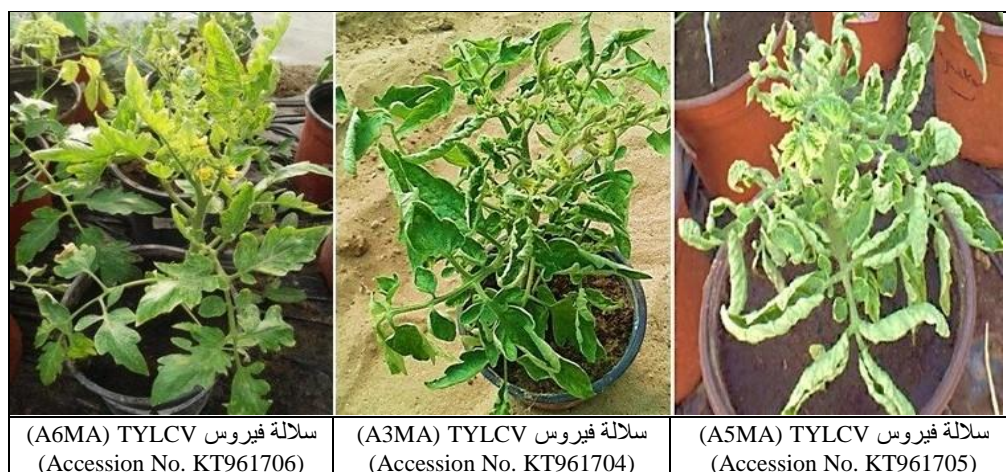 سلالة فيروس TYLCV (A6MA)
(Accession No. KT961706)
سلالة فيروس TYLCV (A3MA)
(Accession No. KT961704)
سلالة فيروس TYLCV (A5MA)
(Accession No. KT961705)